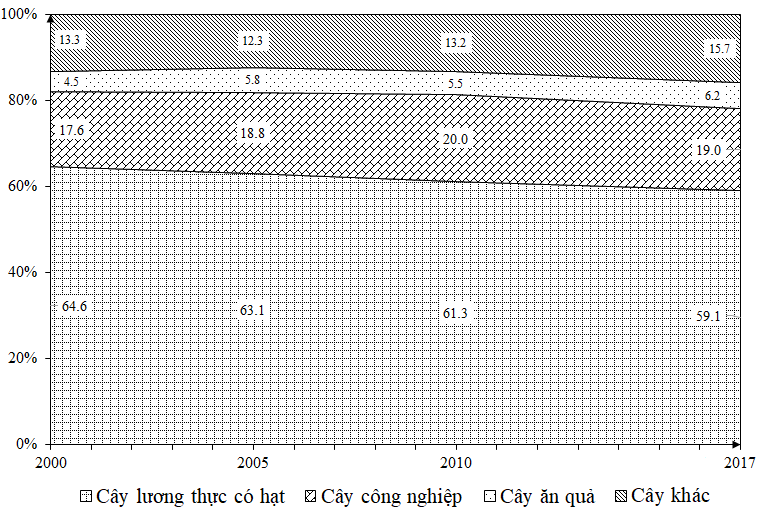 100%
13.3 12.3 13.2 15.7
4.5 5.8 5.5 6.2
80%
17.6 18.8 20.0 19.0
60%
40%
64.6 63.1 61.3 59.1
20%
0%
2000 2005 2010 2017
Cây lương thực có hạt Cây công nghiệp Cây ăn quả Cây khác